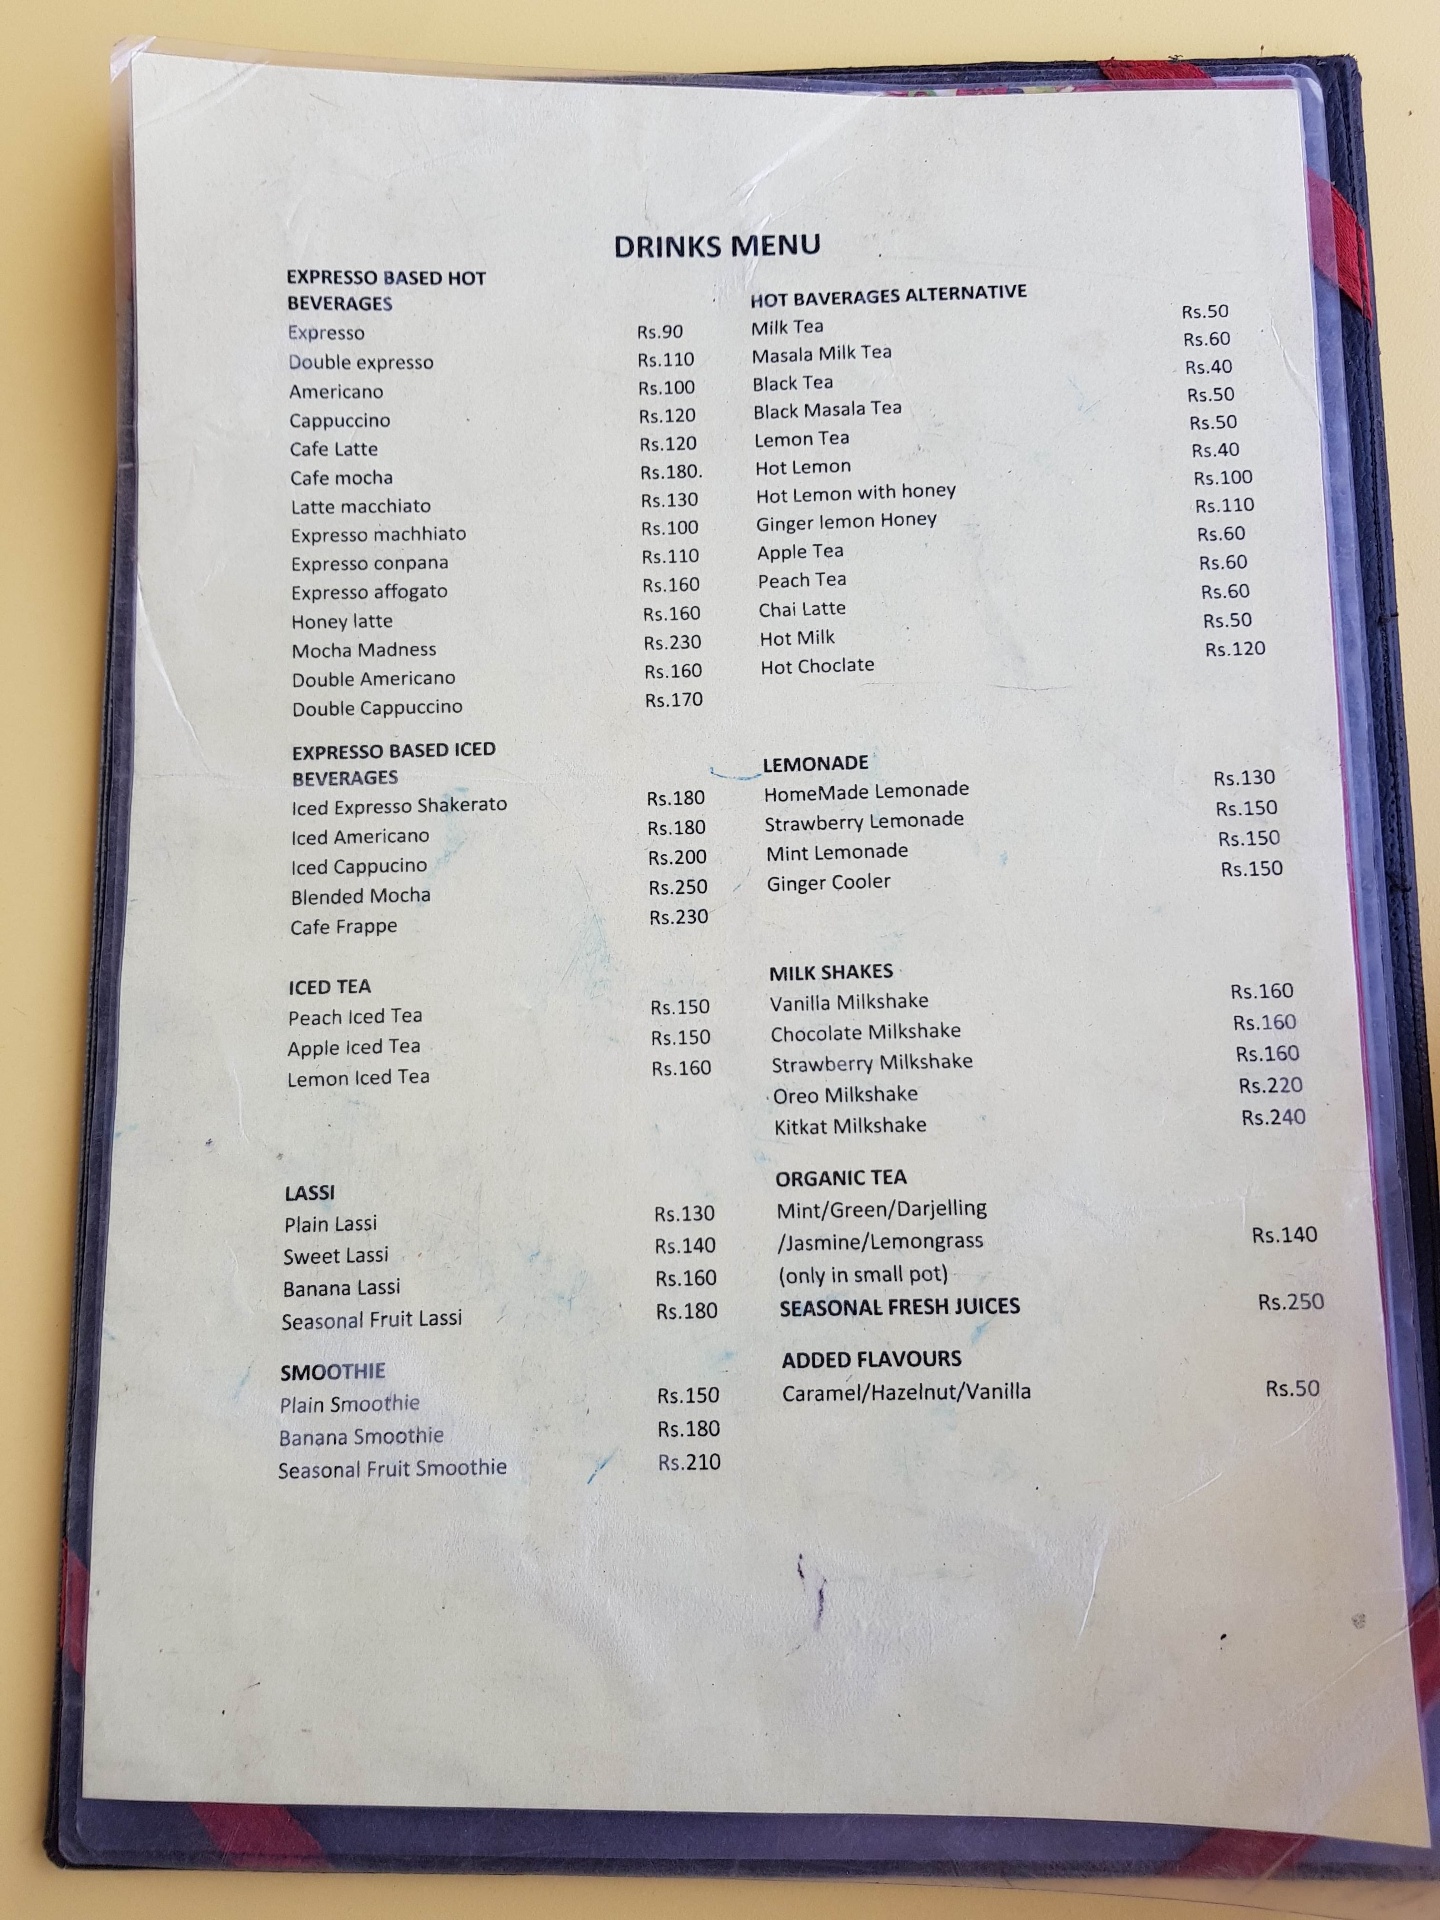 DRINKS MENU
EXPRESSO BASED HOT
BEVERAGES
Expresso Rs.90
Double expresso Rs.110
Americano Rs.100
Cappuccino Rs.120
Cafe Latte Rs.120
Cafe mocha Rs.180.
Latte macchiato Rs.130
Expresso machhiato Rs.100
Expresso conpana Rs.110
Expresso affogato Rs.160
Honey latte Rs.160
Mocha Madness Rs.230
Double Americano Rs.160
Double Cappuccino Rs.170
EXPRESSO BASED ICED
BEVERAGES
Iced Expresso Shakerato Rs.180
Iced Americano Rs.180
Iced Cappucino Rs.200
Blended Mocha Rs.250
Cafe Frappe Rs.230
ICED TEA
Peach Iced Tea Rs.150
Apple Iced Tea Rs.150
Lemon Iced Tea Rs.160
LASSI
Plain Lassi Rs.130
Sweet Lassi Rs.140
Banana Lassi Rs.160
Seasonal Fruit Lassi Rs.180
SMOOTHIE
Plain Smoothie Rs.150
Banana Smoothie Rs.180
Seasonal Fruit Smoothie Rs.210
HOT BAVERAGES ALTERNATIVE
Milk Tea Rs.50
Masala Milk Tea Rs.60
Black Tea Rs.40
Black Masala Tea Rs.50
Lemon Tea Rs.50
Hot Lemon Rs.40
Hot Lemon with honey Rs.100
Ginger lemon Honey Rs.110
Apple Tea Rs.60
Peach Tea Rs.60
Chai Latte Rs.60
Hot Milk Rs.50
Hot Choclate Rs.120
LEMONADE
HomeMade Lemonade Rs.130
Strawberry Lemonade Rs.150
Mint Lemonade Rs.150
Ginger Cooler Rs.150
MILK SHAKES
Vanilla Milkshake Rs.160
Chocolate Milkshake Rs.160
Strawberry Milkshake Rs.160
Oreo Milkshake Rs.220
Kitkat Milkshake Rs.240
ORGANIC TEA
Mint/Green/Darjelling
/Jasmine/Lemongrass Rs.140
(only in small pot)
SEASONAL FRESH JUICES Rs.250
ADDED FLAVOURS
Caramel/Hazelnut/Vanilla Rs.50